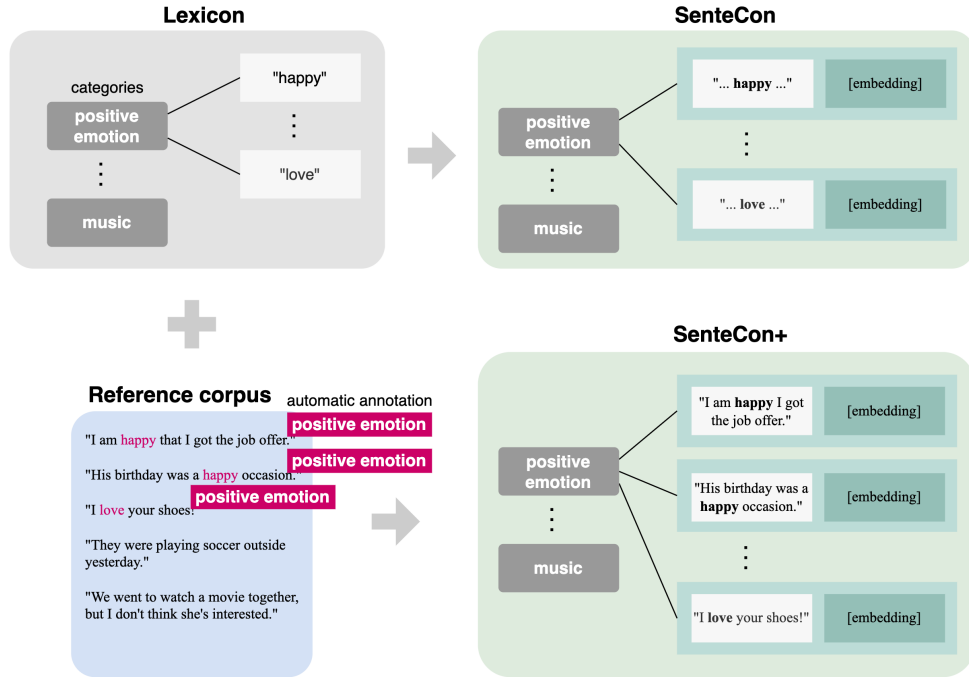 Lexicon
categories
positive
emotion
⋮
music
"happy"
⋮
"love"
SenteCon
positive
emotion
⋮
music
"... happy ..."
[embedding]
⋮
"... love ..."
[embedding]
Reference corpus
automatic annotation
positive emotion
"I am happy that I got the job offer."
positive emotion
"His birthday was a happy occasion."
positive emotion
"I love your shoes!
"They were playing soccer outside
yesterday."
"We went to watch a movie together,
but I don't think she's interested."
SenteCon+
positive
emotion
⋮
music
"I am happy I got
the job offer."
[embedding]
"His birthday was a
happy occasion."
[embedding]
⋮
"I love your shoes!"
[embedding]